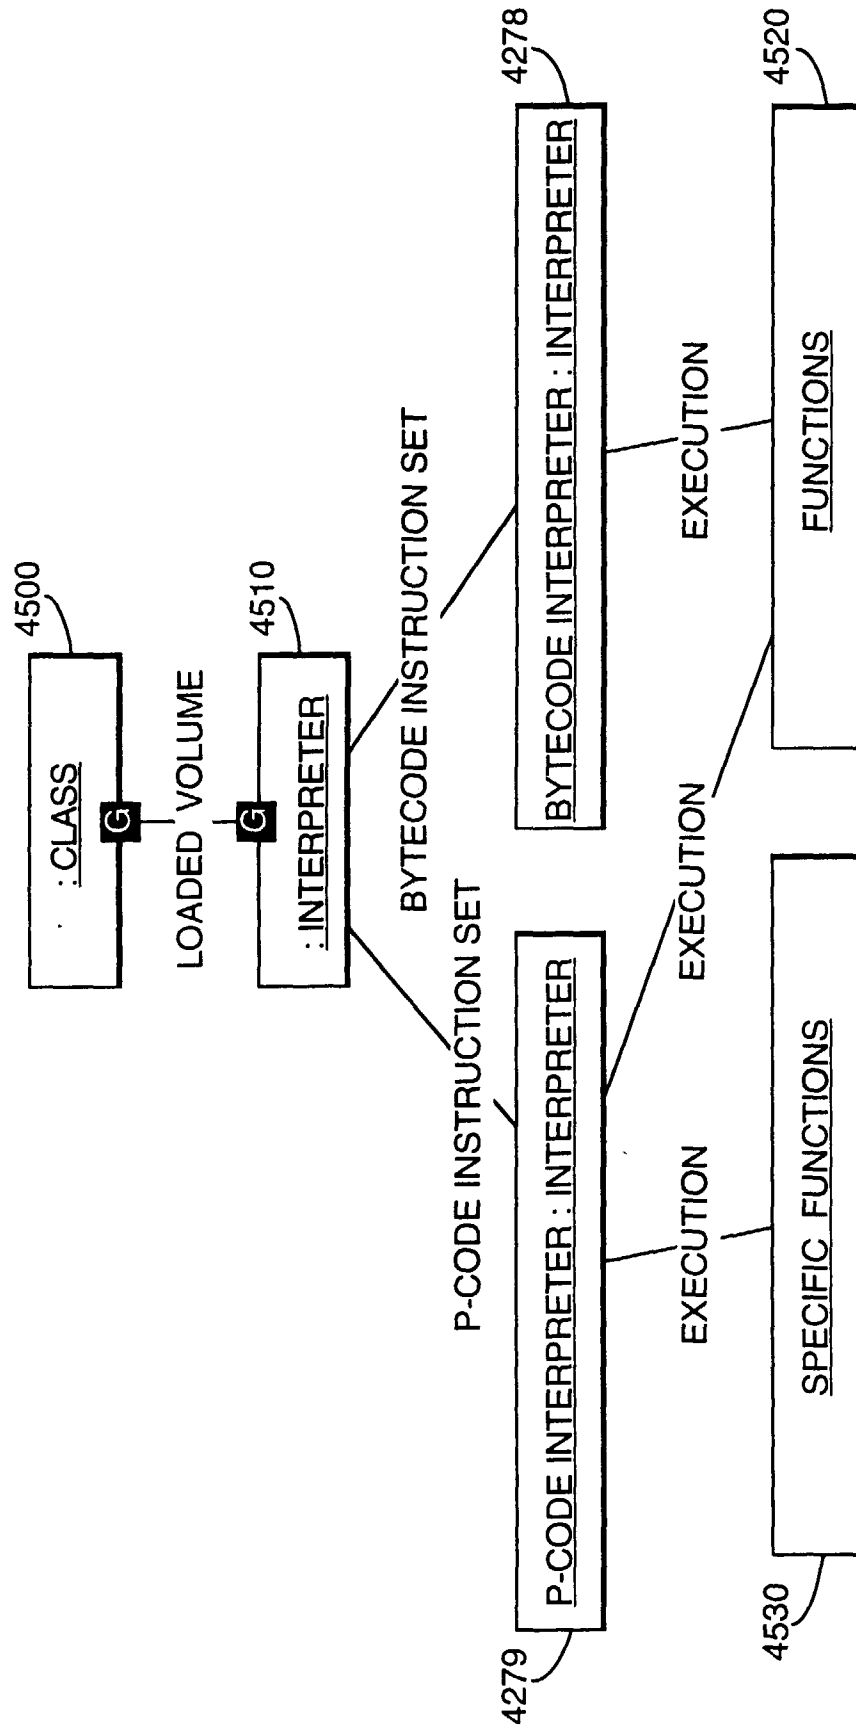 4500
: CLASS
G
LOADED VOLUME
G
4510
: INTERPRETER
P-CODE INSTRUCTION SET
BYTECODE INSTRUCTION SET
4279
P-CODE INTERPRETER : INTERPRETER
4278
BYTECODE INTERPRETER : INTERPRETER
EXECUTION
EXECUTION
EXECUTION
4530
SPECIFIC FUNCTIONS
4520
FUNCTIONS